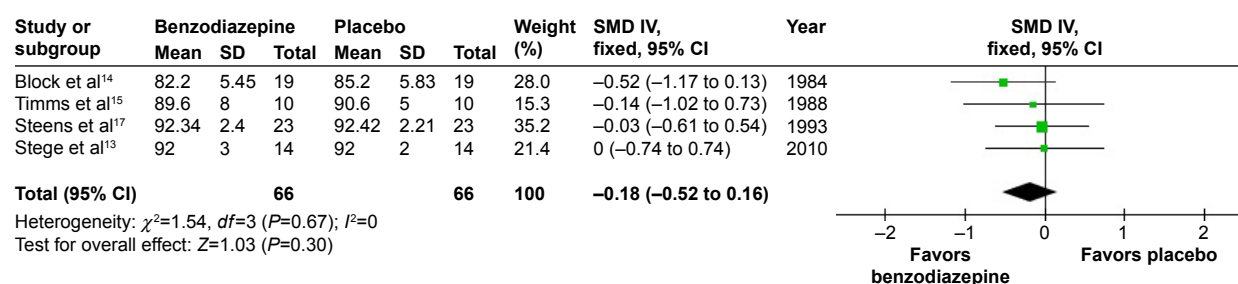 Study or Benzodiazepine Placebo Weight SMD IV, Year SMD IV,
subgroup Mean SD Total Mean SD Total (%) fixed, 95% CI fixed, 95% CI
Block et al¹⁴ 82.2 5.45 19 85.2 5.83 19 28.0 –0.52 (–1.17 to 0.13) 1984
Timms et al¹⁵ 89.6 8 10 90.6 5 10 15.3 –0.14 (–1.02 to 0.73) 1988
Steens et al¹⁷ 92.34 2.4 23 92.42 2.21 23 35.2 –0.03 (–0.61 to 0.54) 1993
Stege et al¹³ 92 3 14 92 2 14 21.4 0 (–0.74 to 0.74) 2010
Total (95% CI) 66 66 100 –0.18 (–0.52 to 0.16)
Heterogeneity: χ²=1.54, df=3 (P=0.67); I²=0
Test for overall effect: Z=1.03 (P=0.30)
–2 –1 0 1 2
Favors Favors placebo
benzodiazepine